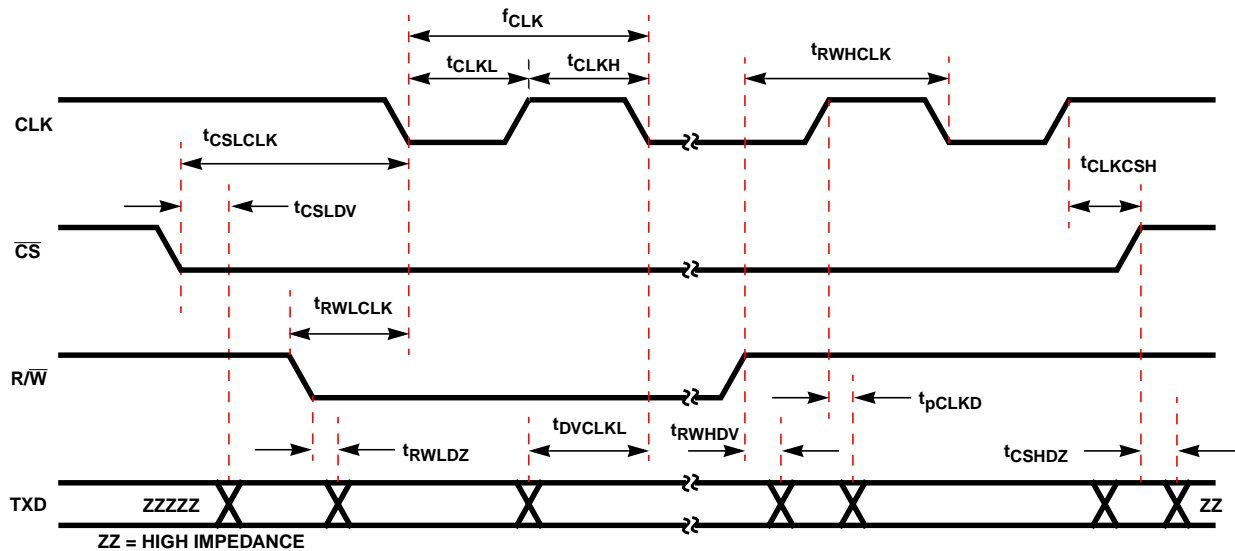 fCLK
tCLKL
tCLKH
tRWHCLK
CLK
tCSLCLK
tCLKCSH
tCSLDV
CS
tRWLCLK
R/W
tpCLKD
tDVCLKL
tRWHDV
tRWLDZ
tCSHDZ
TXD
ZZZZZ
ZZ
ZZ = HIGH IMPEDANCE